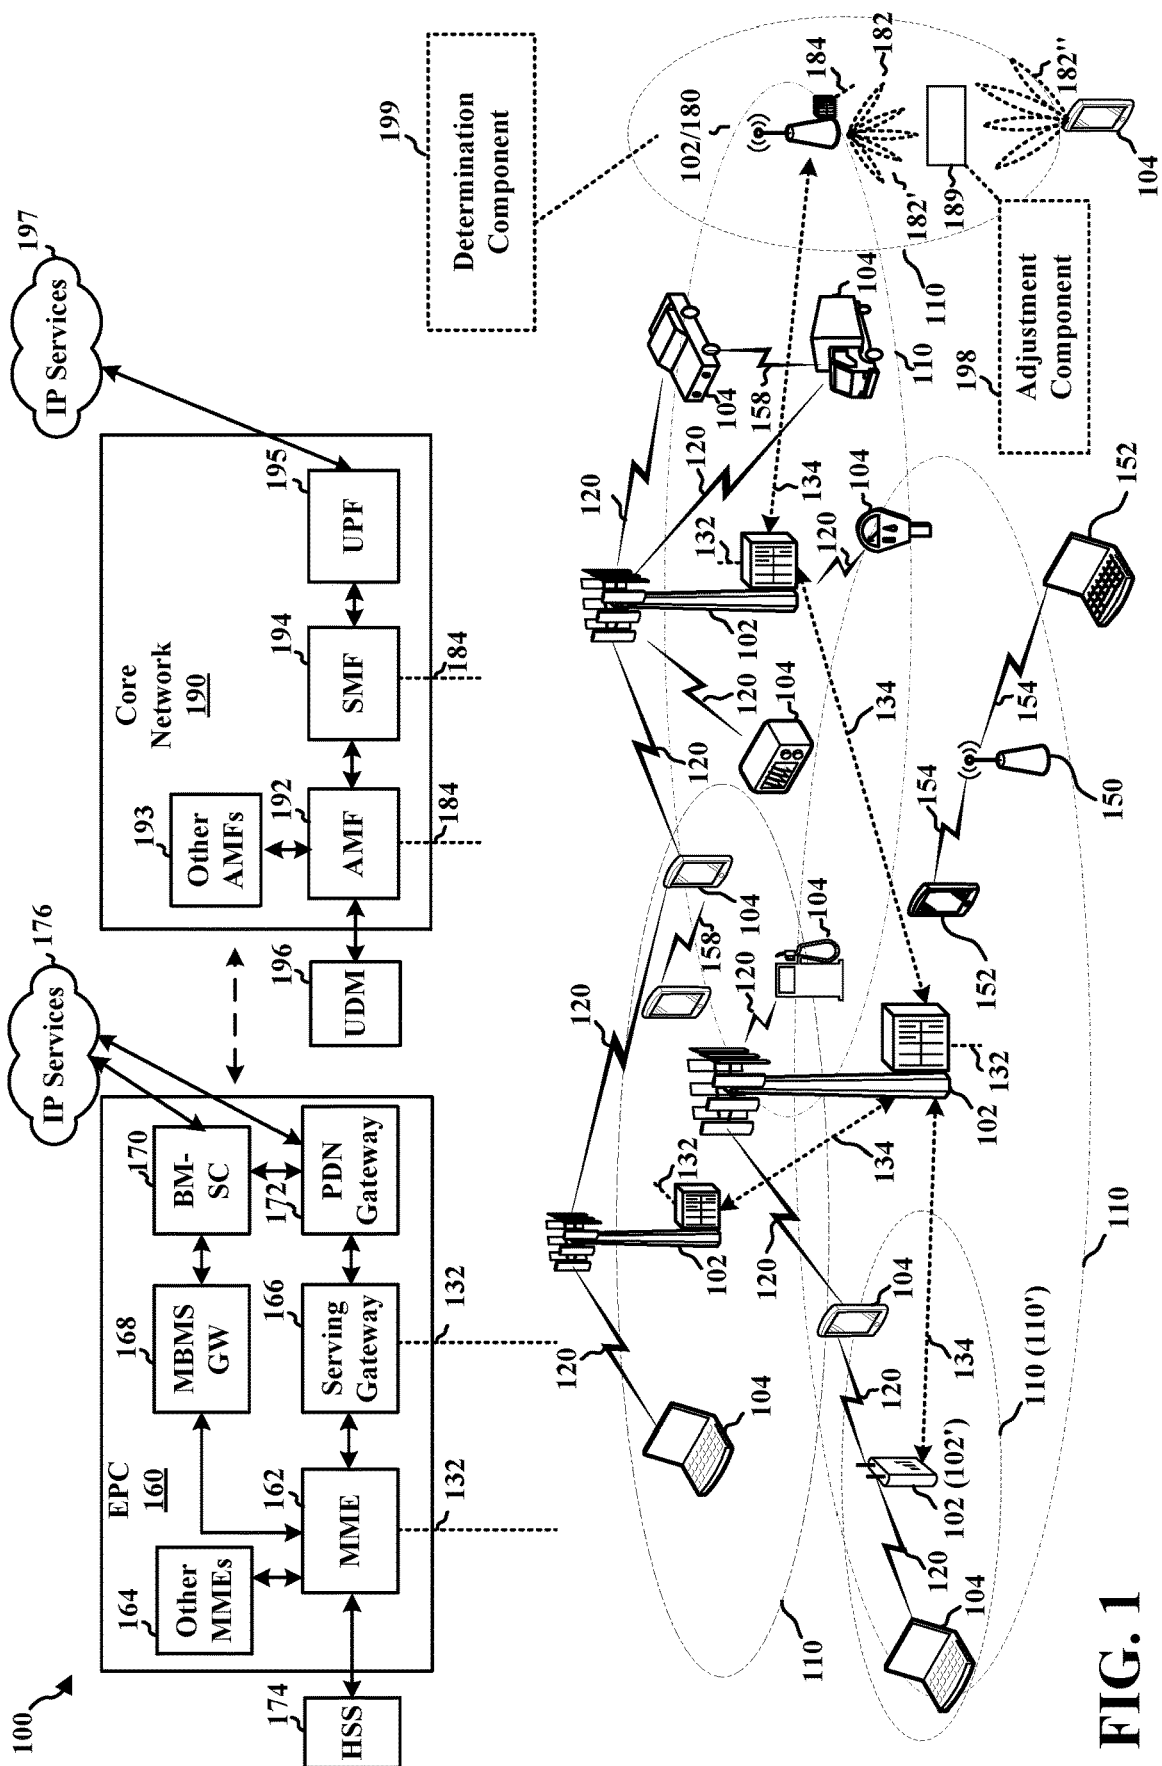 100
EPC
160
174
HSS
164
Other
MMEs
162
MME
132
168
MBMS
GW
166
Serving
Gateway
132
170
BM-
SC
172
PDN
Gateway
176
IP Services
196
UDM
Core
Network
190
193
Other
AMFs
192
AMF
184
194
SMF
184
195
UPF
197
IP Services
199
Determination
Component
120
104
120
102
132
134
120
104
158
120
104
120
120
102
132
134
120
104
120
104
158
120
104
102/180
184
182
182'
182"
189
104
110
110
198
Adjustment
Component
110
104
120
102 (102')
120
104
134
120
104
102
132
134
110 (110')
110
152
154
150
154
152
FIG. 1